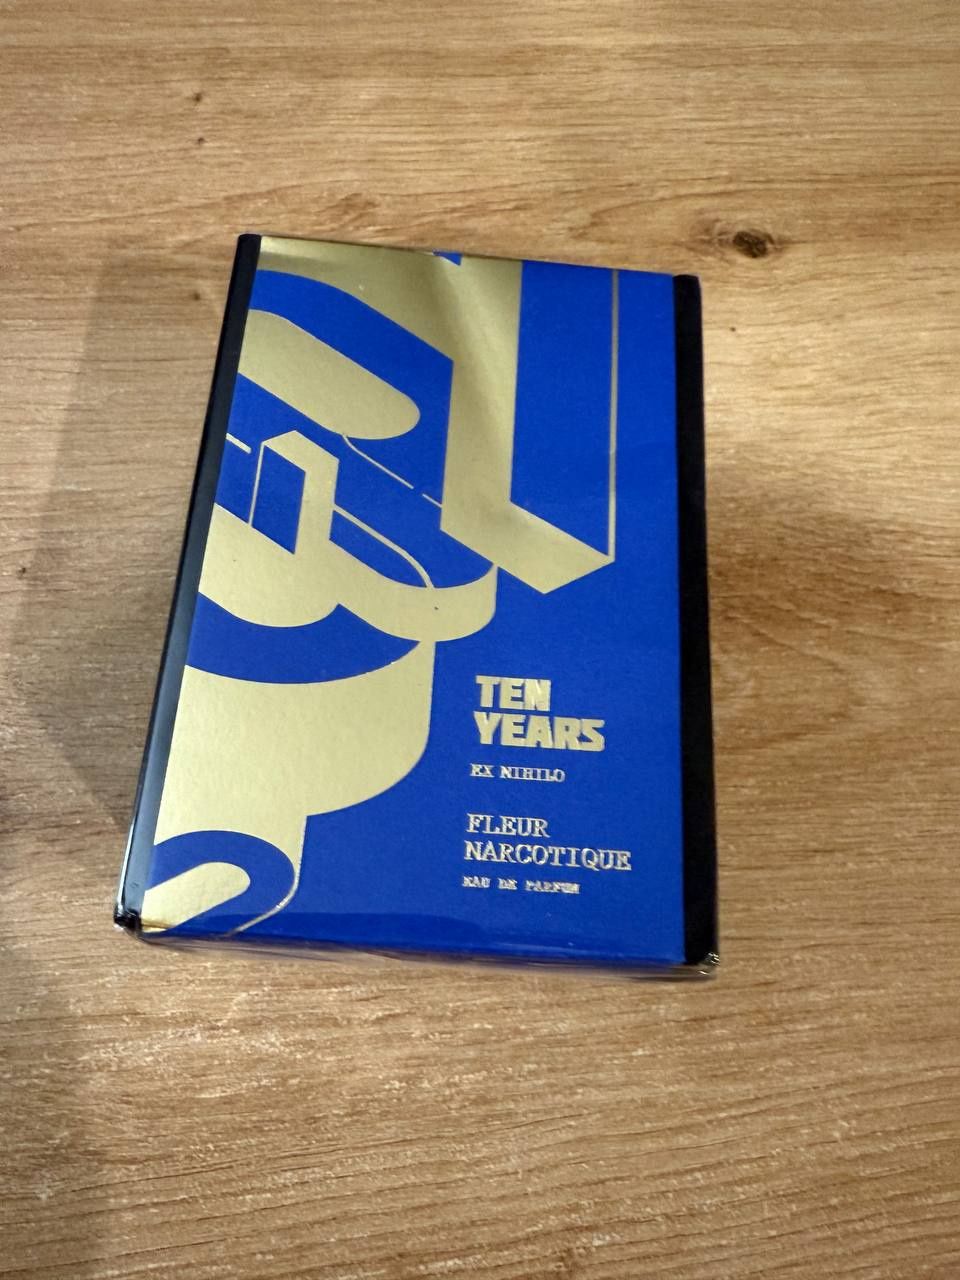 TEN
YEARS
EX NIHILO
FLEUR
NARCOTIQUE
EAU DE PARFUM